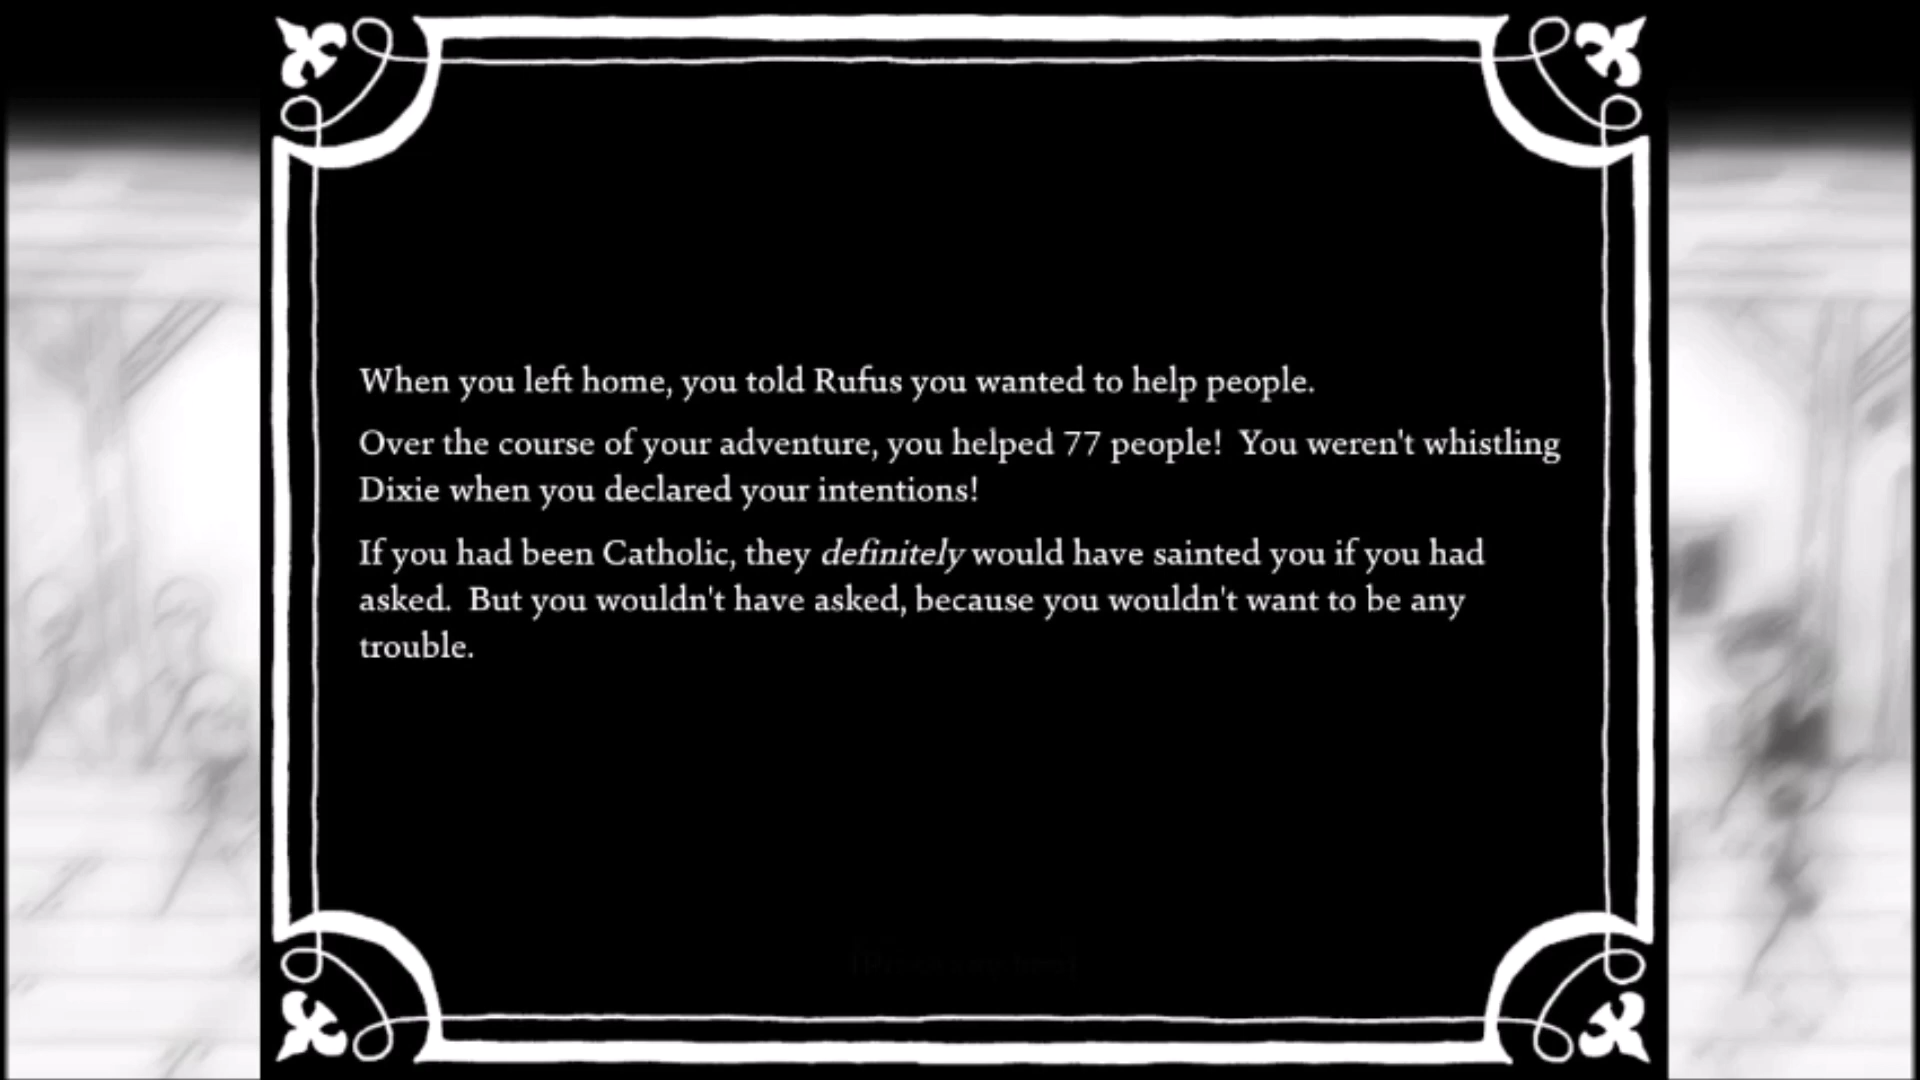 When you left home, you told Rufus you wanted to help people.
Over the course of your adventure, you helped 77 people!  You weren't whistling
Dixie when you declared your intentions!
If you had been Catholic, they definitely would have sainted you if you had
asked.  But you wouldn't have asked, because you wouldn't want to be any
trouble.